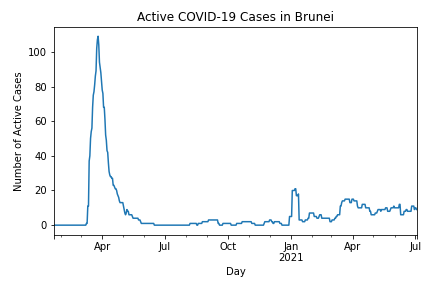 Active COVID-19 Cases in Brunei
Number of Active Cases
100
80
60
40
20
0
Apr
Jul
Oct
Jan
2021
Apr
Jul
Day